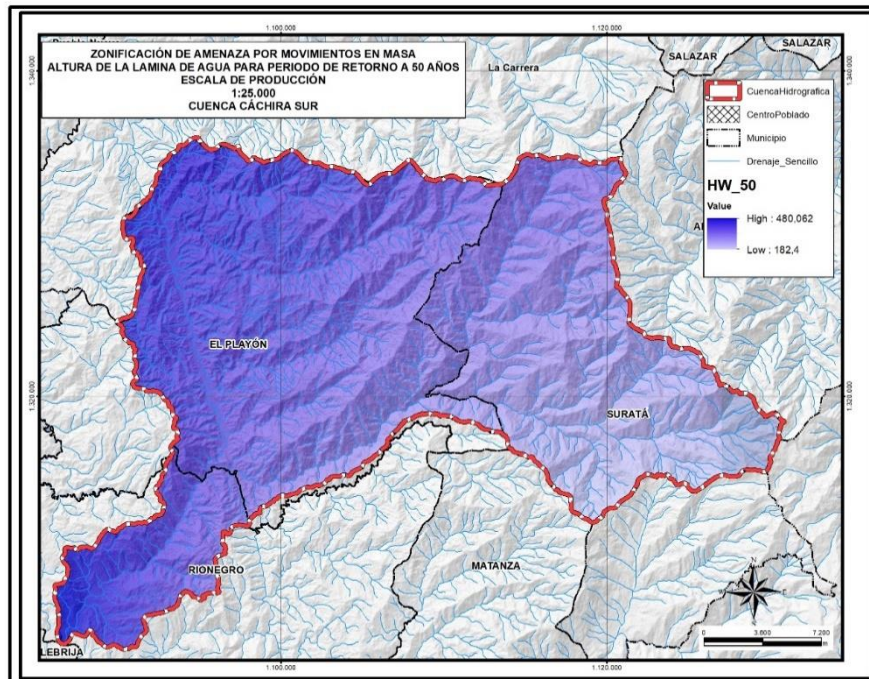 ZONIFICACIÓN DE AMENAZA POR MOVIMIENTOS EN MASA
ALTURA DE LA LAMINA DE AGUA PARA PERIODO DE RETORNO A 50 AÑOS
ESCALA DE PRODUCCIÓN
1:25.000
CUENCA CÁCHIRA SUR
1.100.000
1.120.000
SALAZAR
SALAZAR
La Carrera
1.340.000
1.340.000
CuencaHidrografica
CentroPoblado
Municipio
Drenaje_Sencillo
HW_50
Value
High : 480,062
Low : 182,4
EL PLAYÓN
1.320.000
1.320.000
SURATÁ
MATANZA
RIONEGRO
LEBRIJA
N
0
3.600
7.200
m
1.100.000
1.120.000